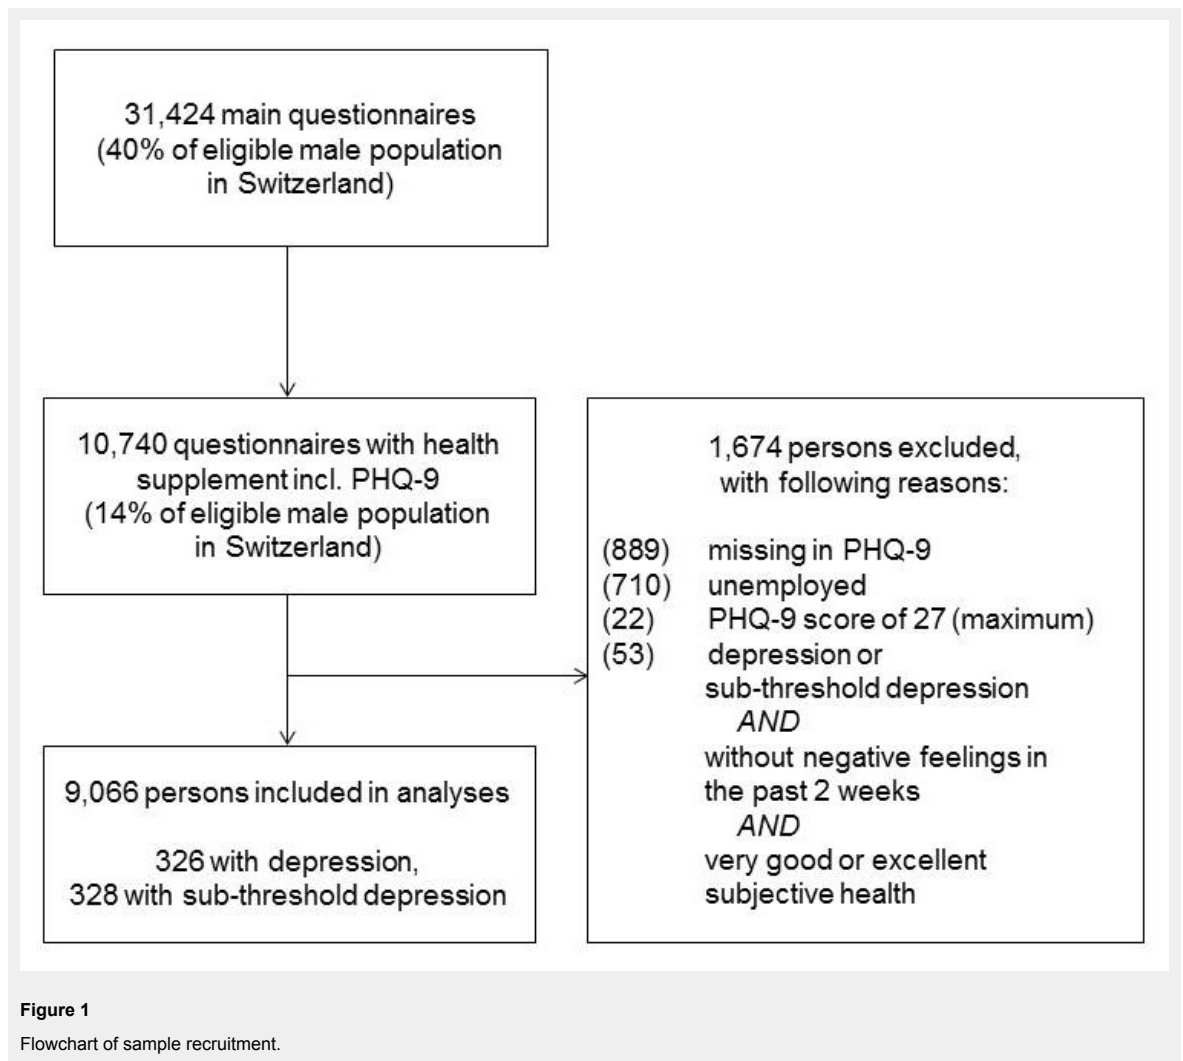 31,424 main questionnaires
(40% of eligible male population
in Switzerland)
10,740 questionnaires with health
supplement incl. PHQ-9
(14% of eligible male population
in Switzerland)
1,674 persons excluded,
with following reasons:
(889) missing in PHQ-9
(710) unemployed
(22) PHQ-9 score of 27 (maximum)
(53) depression or
sub-threshold depression
AND
without negative feelings in
the past 2 weeks
AND
very good or excellent
subjective health
9,066 persons included in analyses
326 with depression,
328 with sub-threshold depression
Figure 1
Flowchart of sample recruitment.